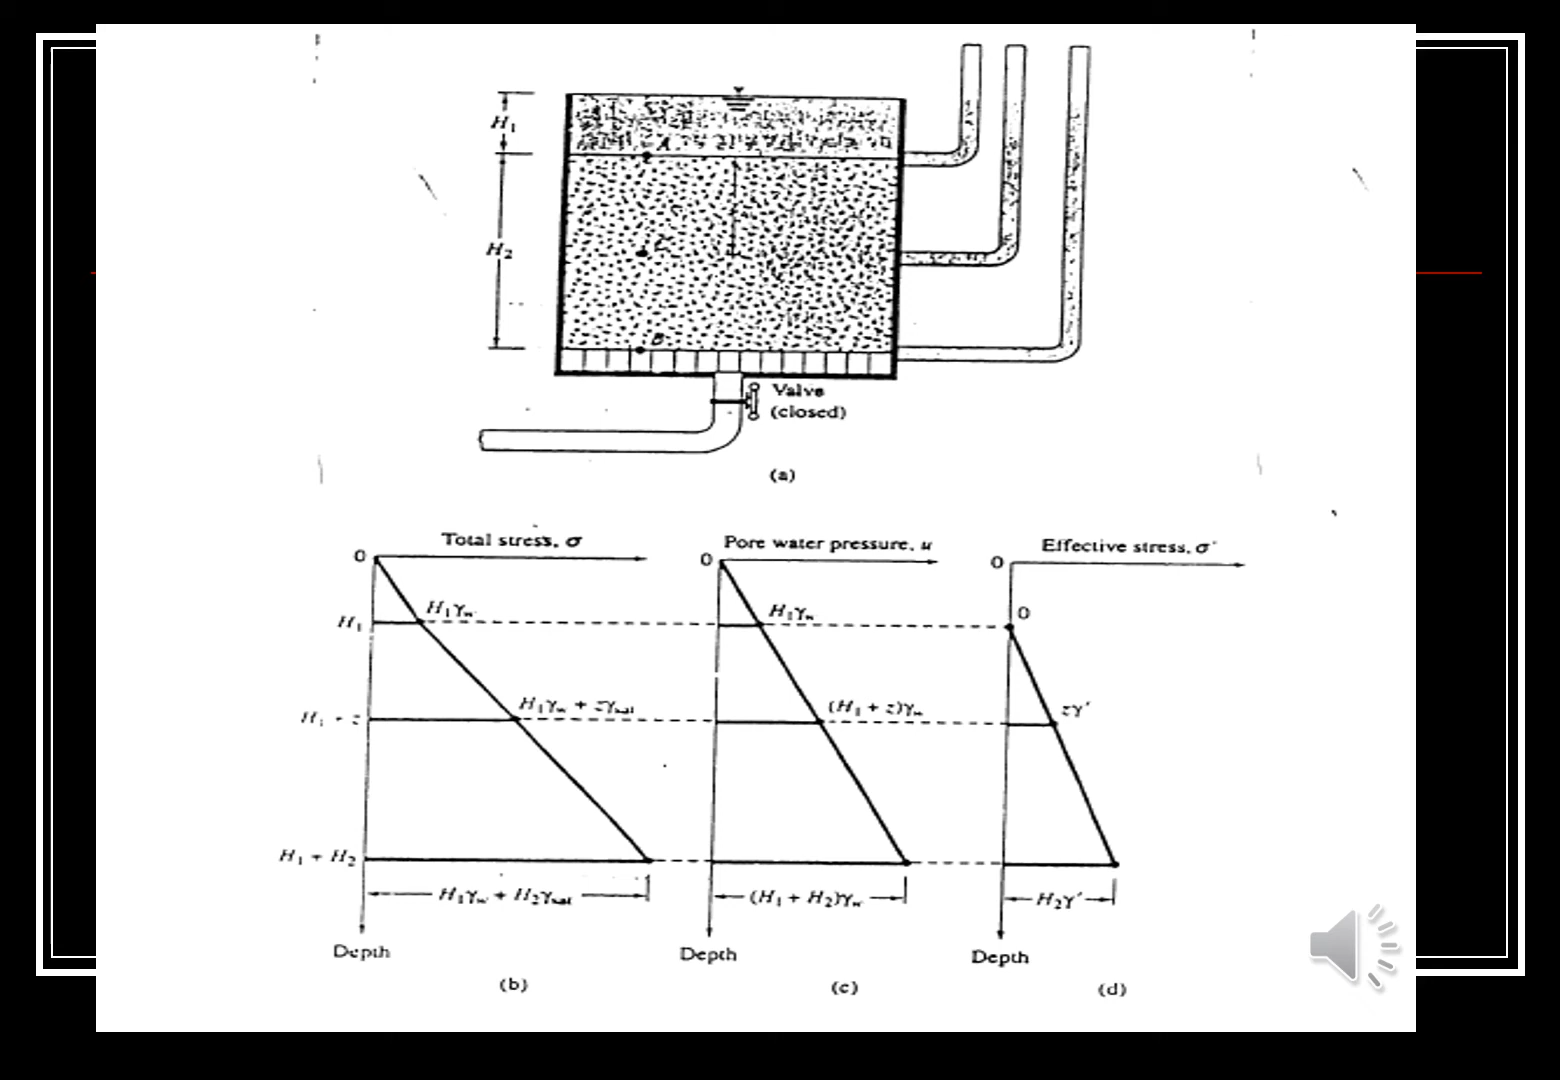 H₁
A
H₂
C
z
B
Valve
(closed)
(a)
Total stress, σ
Pore water pressure, u
Effective stress, σ′
0
0
0
H₁
H₁γw
H₁γw
0
H₁ + z
H₁γw + zγsat
(H₁ + z)γw
zγ′
H₁ + H₂
H₁γw + H₂γsat
(H₁ + H₂)γw
H₂γ′
Depth
Depth
Depth
(b)
(c)
(d)